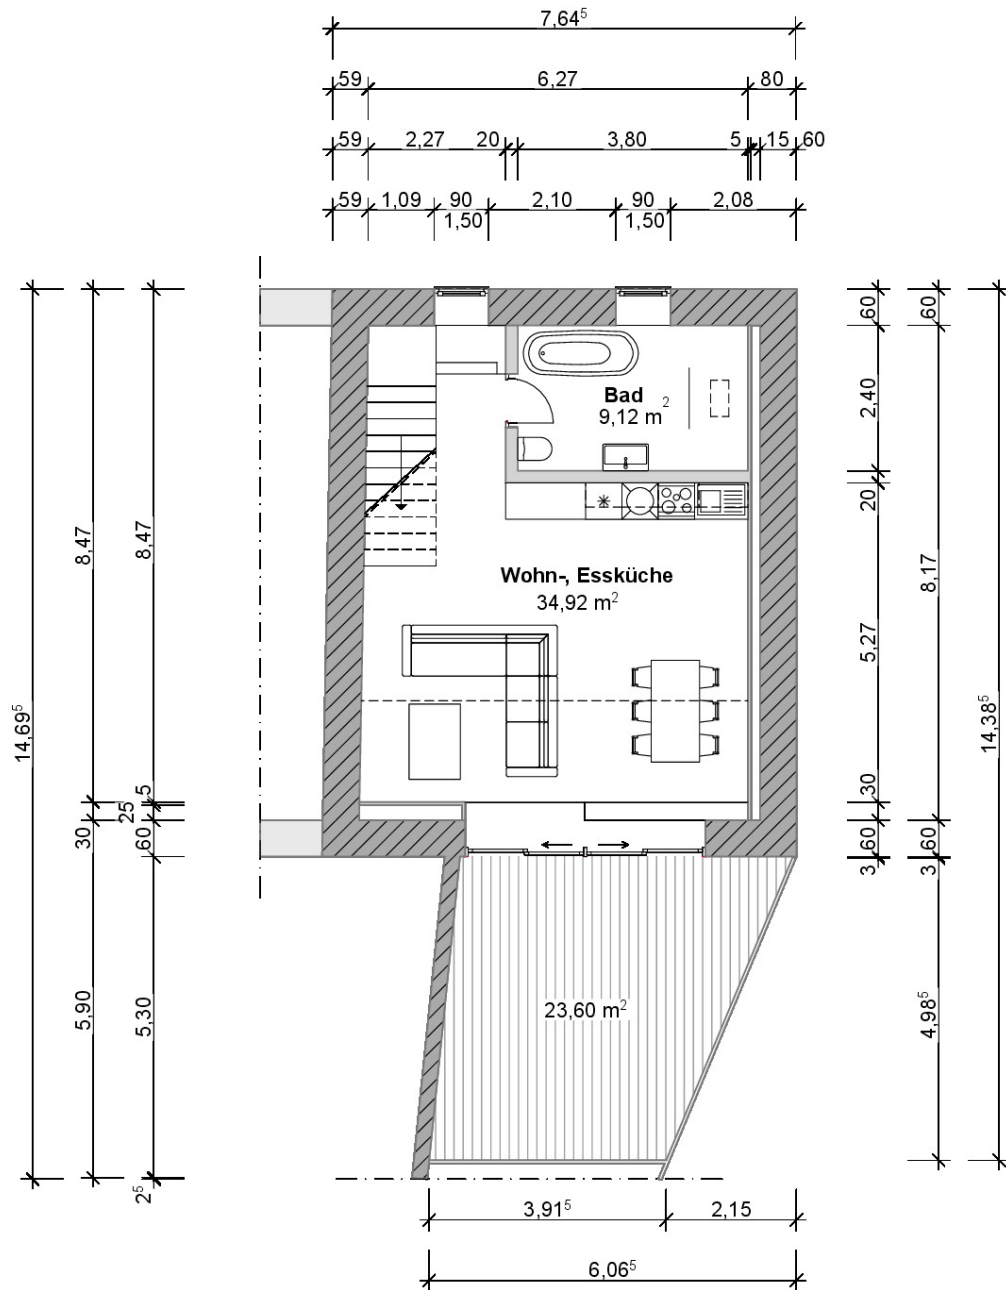 7,64⁵
59 6,27 80
59 2,27 20 3,80 5 15 60
59 1,09 90 2,10 90 2,08
1,50 1,50
60 60
2,40
Bad
9,12 m²
20
8,47 8,47
8,17
Wohn-, Essküche
34,92 m²
5,27
14,69⁵
14,38⁵
5
25
30
30 60
60 60
3 3
5,90 5,30
23,60 m²
4,98⁵
2⁵
3,91⁵ 2,15
6,06⁵